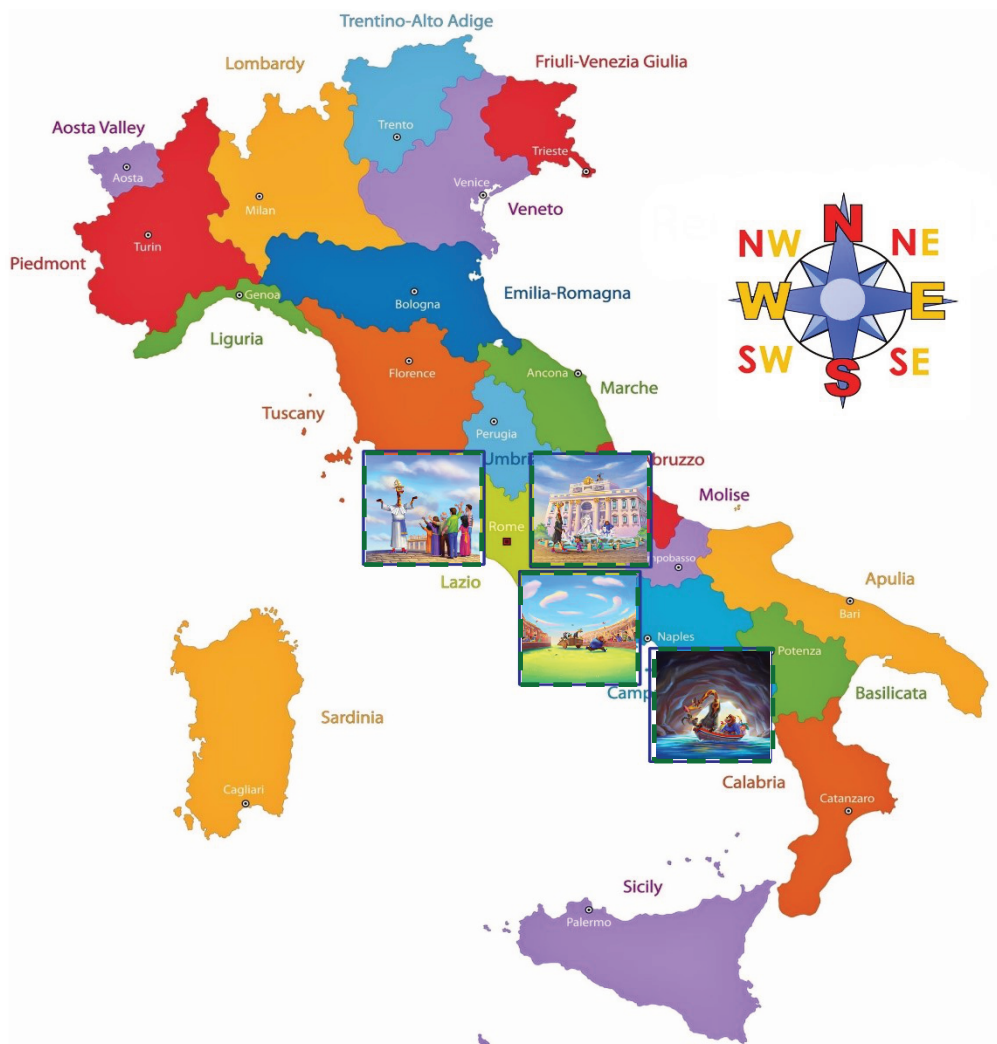 Trentino-Alto Adige
Lombardy
Friuli-Venezia Giulia
Aosta Valley
Trento
Trieste
Aosta
Venice
Milan
Veneto
Turin
Piedmont
Genoa
Bologna
Emilia-Romagna
Liguria
Florence
Ancona
Marche
Tuscany
Perugia
Molise
Rome
Lazio
Apulia
Bari
Naples
Potenza
Basilicata
Sardinia
Calabria
Cagliari
Catanzaro
Sicily
Palermo
N
NW
NE
W
E
SW
SE
S